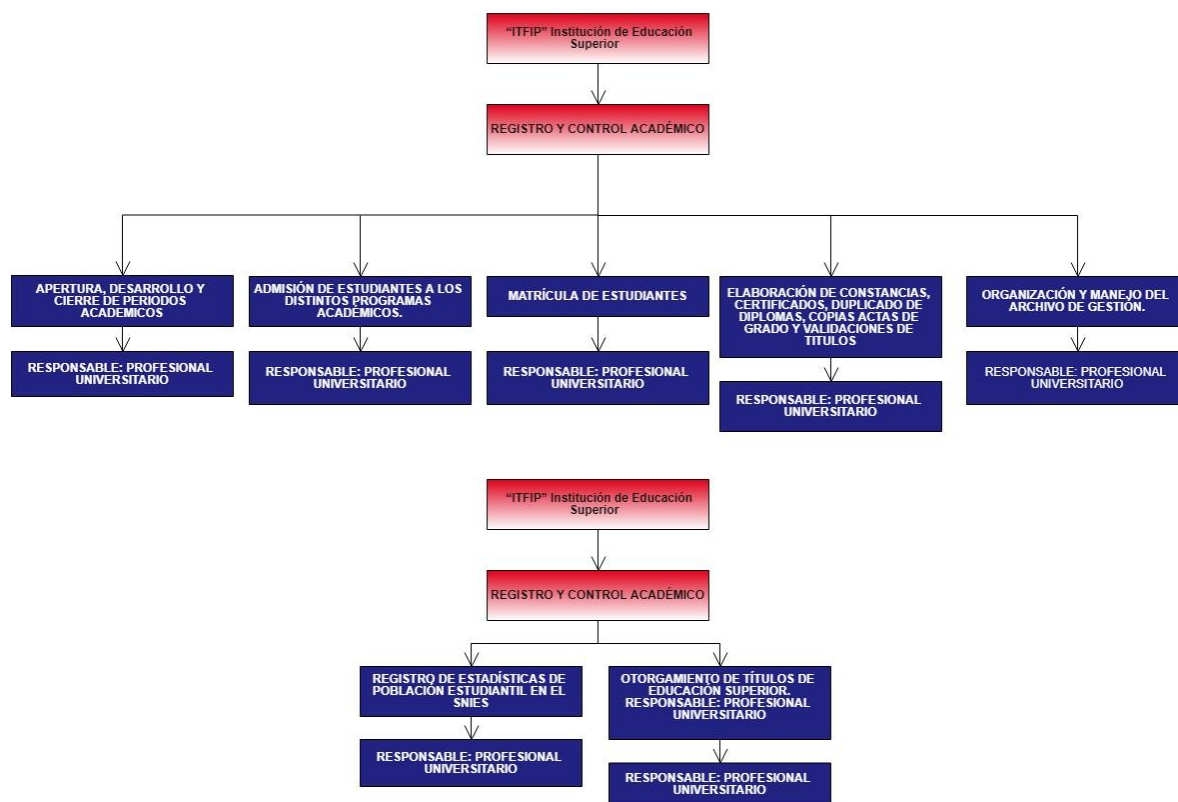 “ITFIP” Institución de Educación
Superior
REGISTRO Y CONTROL ACADÉMICO
APERTURA, DESARROLLO Y
CIERRE DE PERIODOS
ACADEMICOS
RESPONSABLE: PROFESIONAL
UNIVERSITARIO
ADMISIÓN DE ESTUDIANTES A LOS
DISTINTOS PROGRAMAS
ACADÉMICOS.
RESPONSABLE: PROFESIONAL
UNIVERSITARIO
MATRÍCULA DE ESTUDIANTES
RESPONSABLE: PROFESIONAL
UNIVERSITARIO
ELABORACIÓN DE CONSTANCIAS,
CERTIFICADOS, DUPLICADO DE
DIPLOMAS, COPIAS ACTAS DE
GRADO Y VALIDACIONES DE
TITULOS
RESPONSABLE: PROFESIONAL
UNIVERSITARIO
ORGANIZACIÓN Y MANEJO DEL
ARCHIVO DE GESTIÓN.
RESPONSABLE: PROFESIONAL
UNIVERSITARIO
“ITFIP” Institución de Educación
Superior
REGISTRO Y CONTROL ACADÉMICO
REGISTRO DE ESTADÍSTICAS DE
POBLACIÓN ESTUDIANTIL EN EL
SNIES
RESPONSABLE: PROFESIONAL
UNIVERSITARIO
OTORGAMIENTO DE TÍTULOS DE
EDUCACIÓN SUPERIOR.
RESPONSABLE: PROFESIONAL
UNIVERSITARIO
RESPONSABLE: PROFESIONAL
UNIVERSITARIO